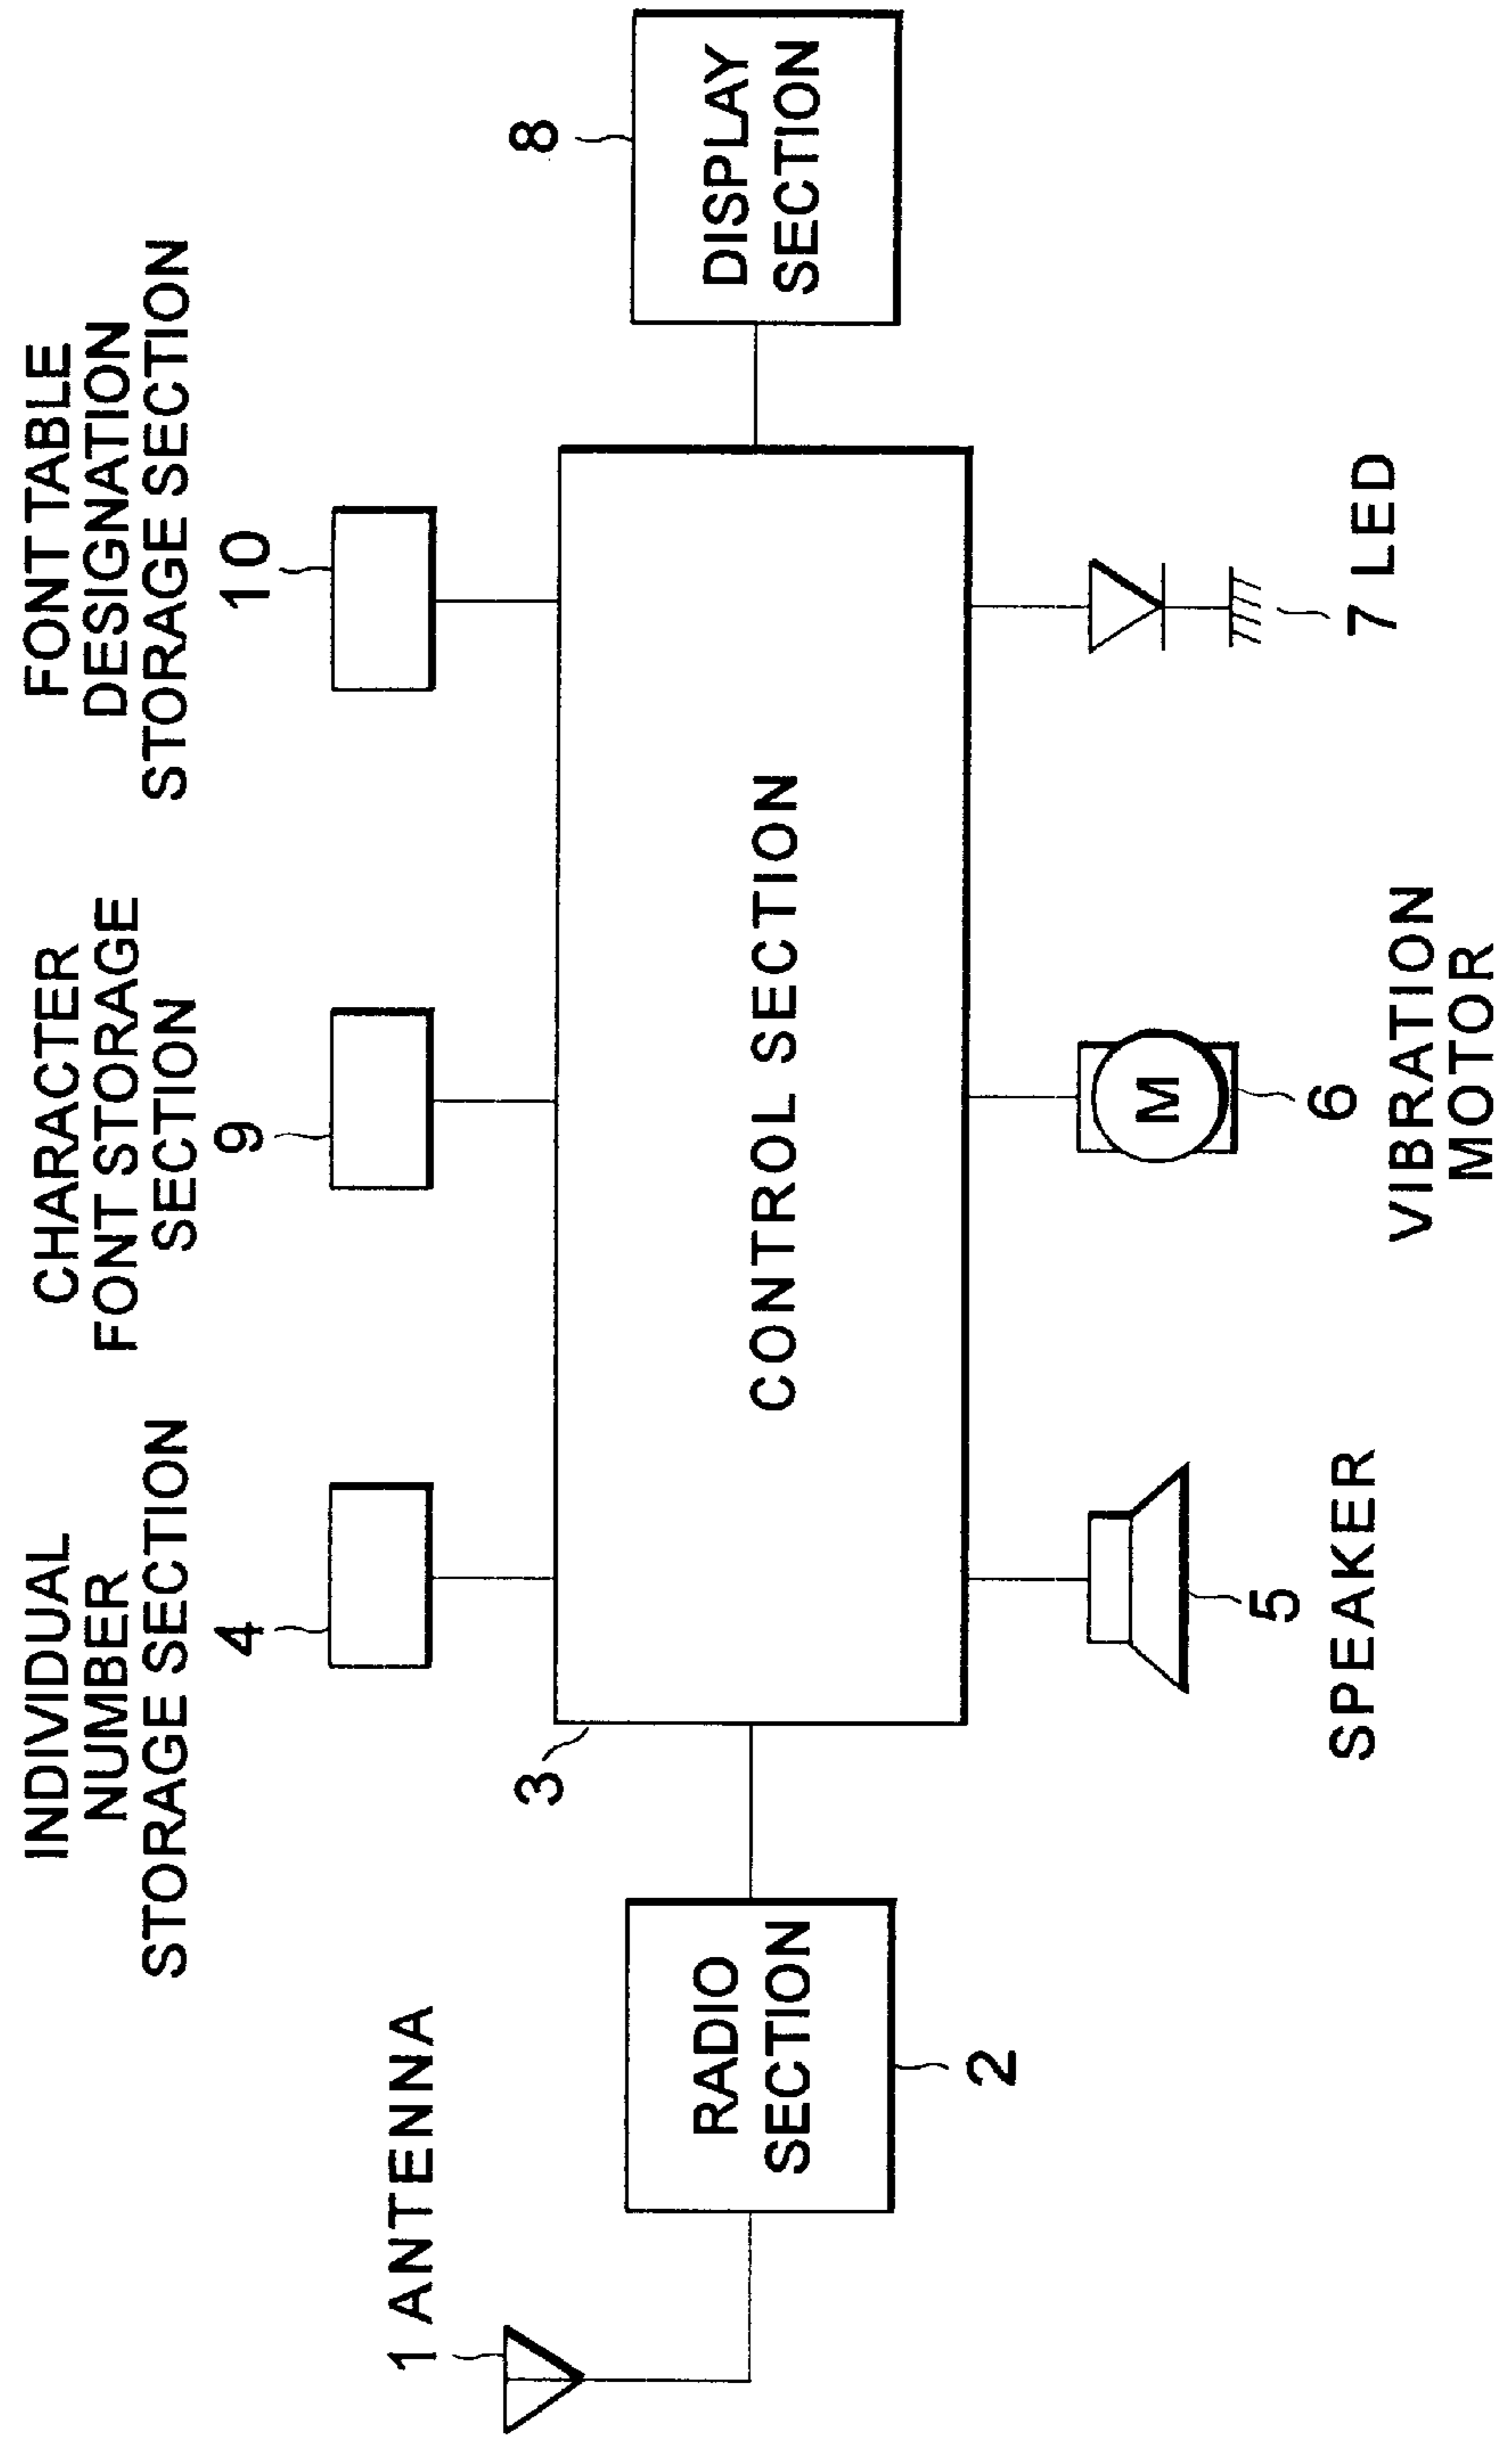 INDIVIDUAL
NUMBER
STORAGE SECTION
4
CHARACTER
FONT STORAGE
SECTION
9
FONT TABLE
DESIGNATION
STORAGE SECTION
10
1 ANTENNA
RADIO
SECTION
2
3
CONTROL SECTION
8
DISPLAY
SECTION
5
SPEAKER
M
6
VIBRATION
MOTOR
7 LED